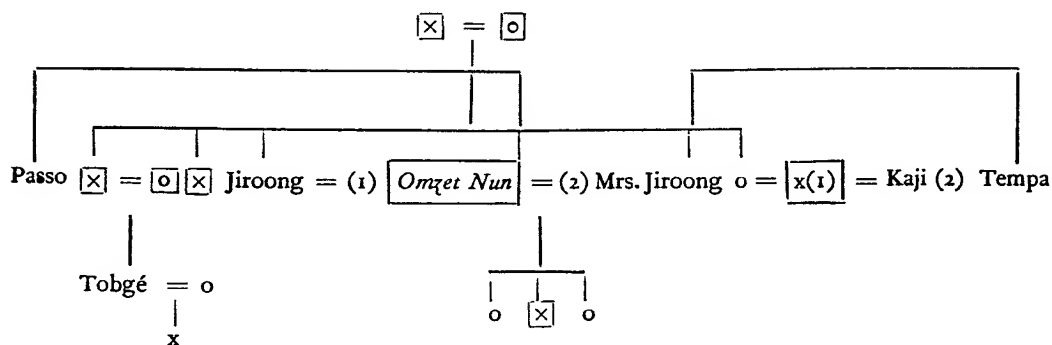 ☒ = 🄾
Passo ☒ = 🄾 ☒ Jiroong = (1) Omzet Nun = (2) Mrs. Jiroong o = x(1) = Kaji (2) Tempa
Tobgé = o
o ☒ o
x